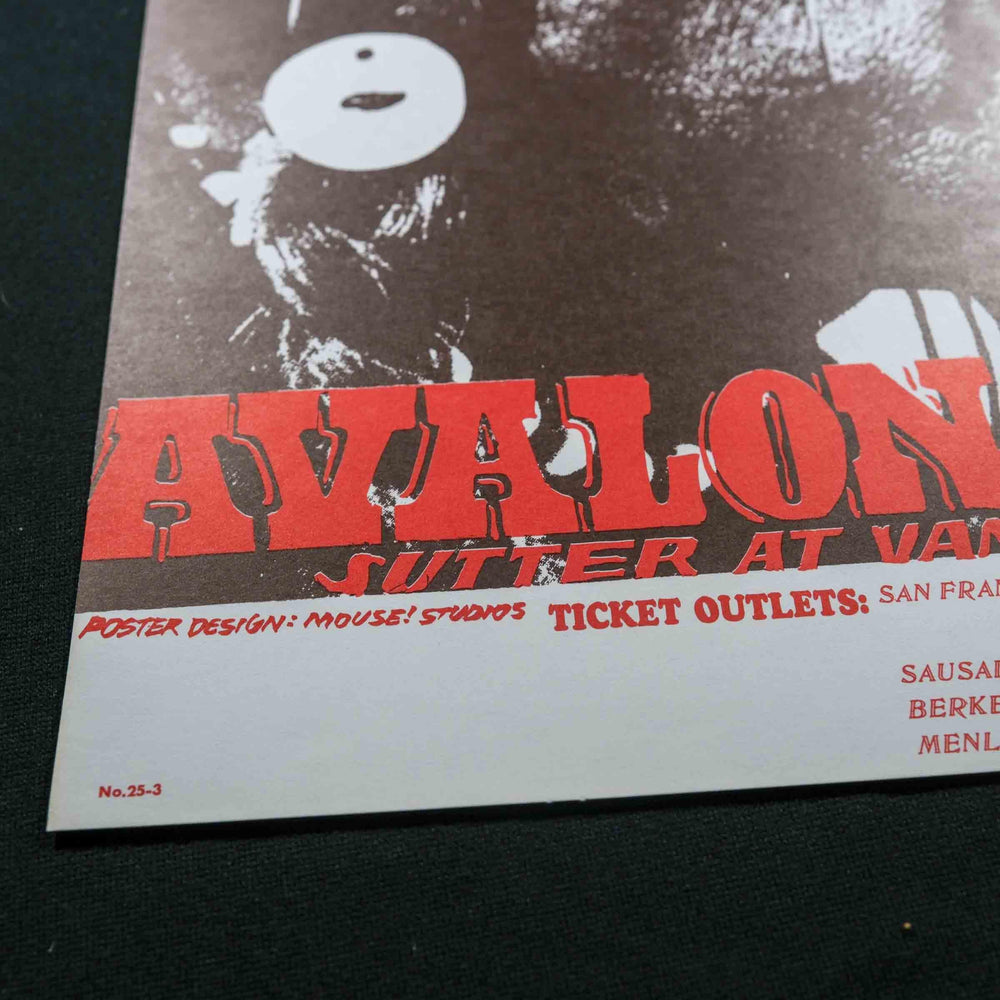 AVALON
SUTTER AT VAN
POSTER DESIGN: MOUSE! STUDIOS TICKET OUTLETS: SAN FRAN
SAUSAL
BERKE
MENL
No.25-3